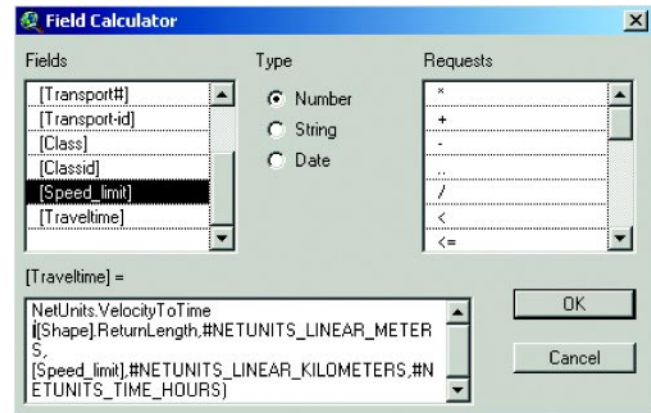 Field Calculator
Fields
Type
Requests
[Transport#]
[Transport-id]
[Class]
[Classid]
[Speed_limit]
[Traveltime]
Number
String
Date
*
+
-
..
/
<
<=
[Traveltime] =
NetUnits.VelocityToTime
([Shape].ReturnLength,#NETUNITS_LINEAR_METER
S,
[Speed_limit],#NETUNITS_LINEAR_KILOMETERS,#N
ETUNITS_TIME_HOURS)
OK
Cancel